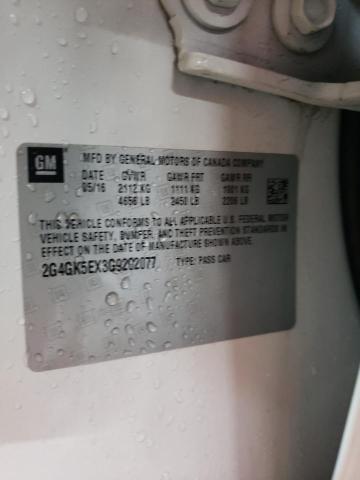 GM
MFD BY GENERAL MOTORS OF CANADA COMPANY
DATE GVWR GAWR FRT GAWR RR
05/16 2112 KG 1111 KG 1001 KG
4656 LB 2450 LB 2206 LB
VEHICLE CONFORMS TO ALL APPLICABLE U.S. FEDERAL MOTOR
VEHICLE SAFETY, BUMPER, AND THEFT PREVENTION STANDARDS IN
EFFECT ON THE DATE OF MANUFACTURE SHOWN ABOVE.
2G4GK5EX3G9202077 TYPE: PASS CAR